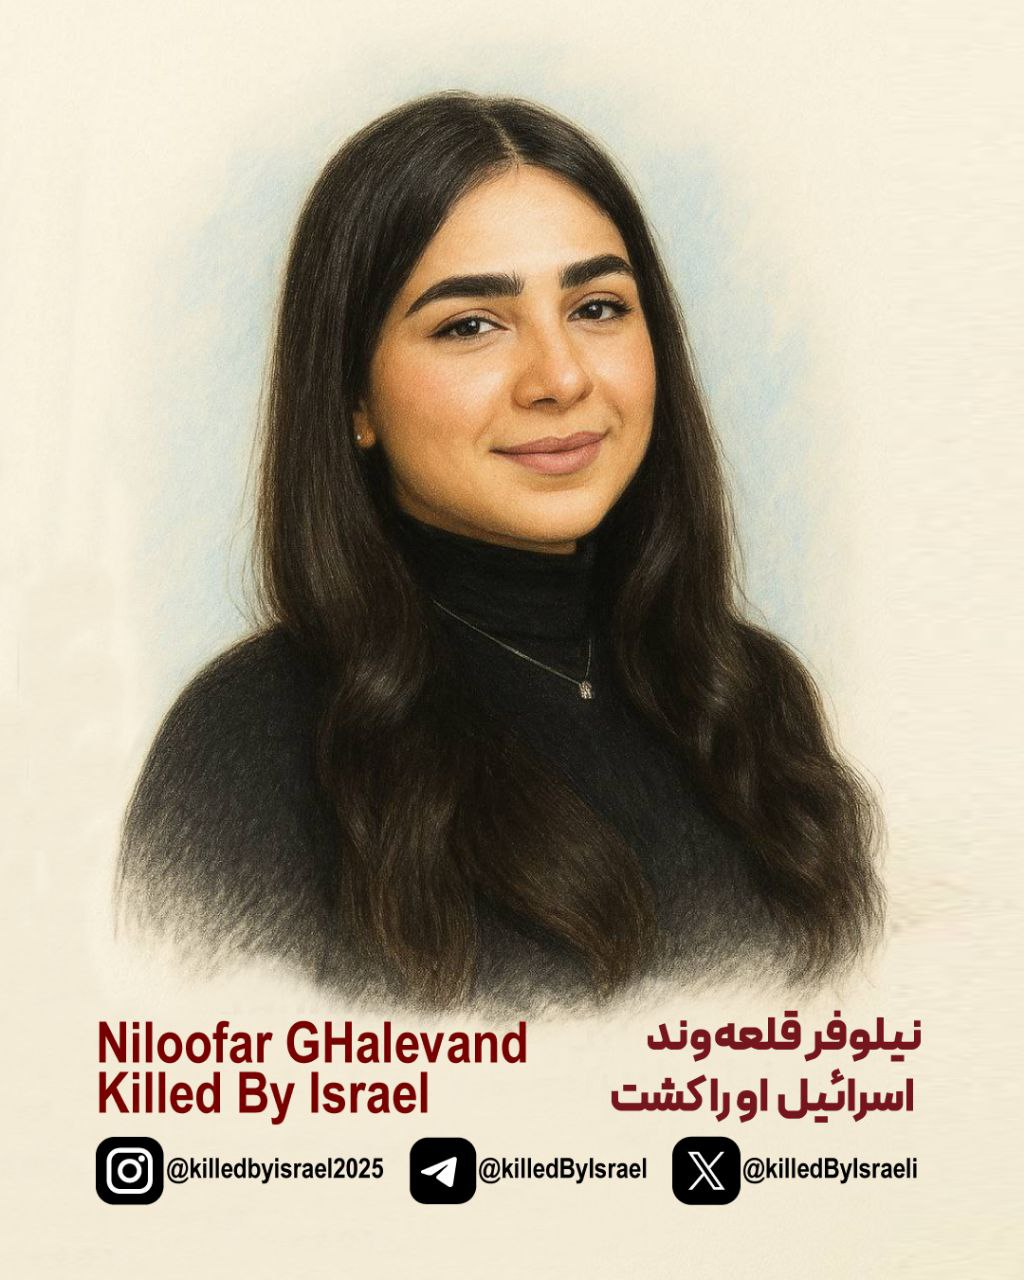 Niloofar GHalevand
Killed By Israel
نیلوفر قلعه‌وند
اسرائیل او را کشت
@killedbyisrael2025
@killedByIsrael
@killedByIsraeli